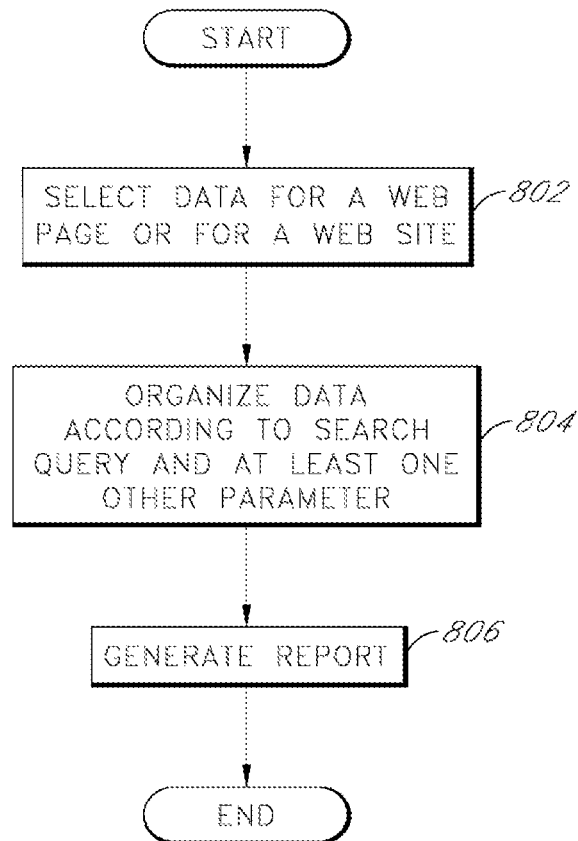 START
SELECT DATA FOR A WEB
PAGE OR FOR A WEB SITE
802
ORGANIZE DATA
ACCORDING TO SEARCH
QUERY AND AT LEAST ONE
OTHER PARAMETER
804
GENERATE REPORT
806
END